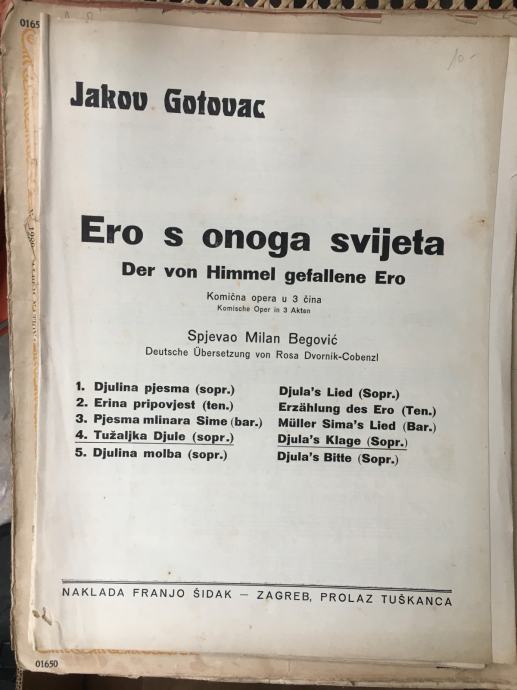 0165
10.-
Jakov Gotovac
Ero s onoga svijeta
Der von Himmel gefallene Ero
Komična opera u 3 čina
Komische Oper in 3 Akten
Spjevao Milan Begović
Deutsche Übersetzung von Rosa Dvornik-Cobenzl
1. Djulina pjesma (sopr.) Djula's Lied (Sopr.)
2. Erina pripovjest (ten.) Erzählung des Ero (Ten.)
3. Pjesma mlinara Sime (bar.) Müller Sima's Lied (Bar.)
4. Tužaljka Djule (sopr.) Djula's Klage (Sopr.)
5. Djulina molba (sopr.) Djula's Bitte (Sopr.)
NAKLADA FRANJO ŠIDAK — ZAGREB, PROLAZ TUŠKANCA
01650